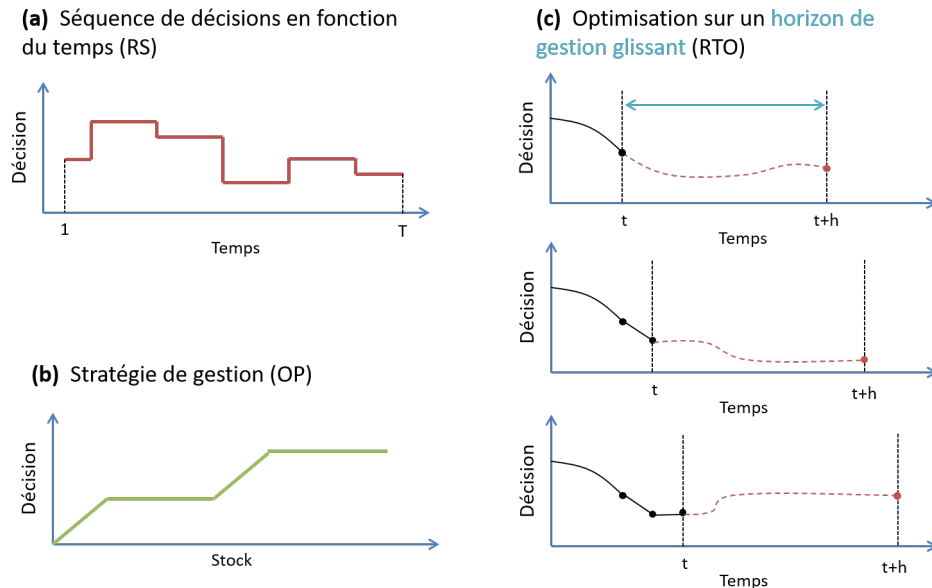 (a) Séquence de décisions en fonction
du temps (RS)
Décision
1
T
Temps
(b) Stratégie de gestion (OP)
Décision
Stock
(c) Optimisation sur un horizon de
gestion glissant (RTO)
Décision
t
t+h
Temps
Décision
t
t+h
Temps
Décision
t
t+h
Temps